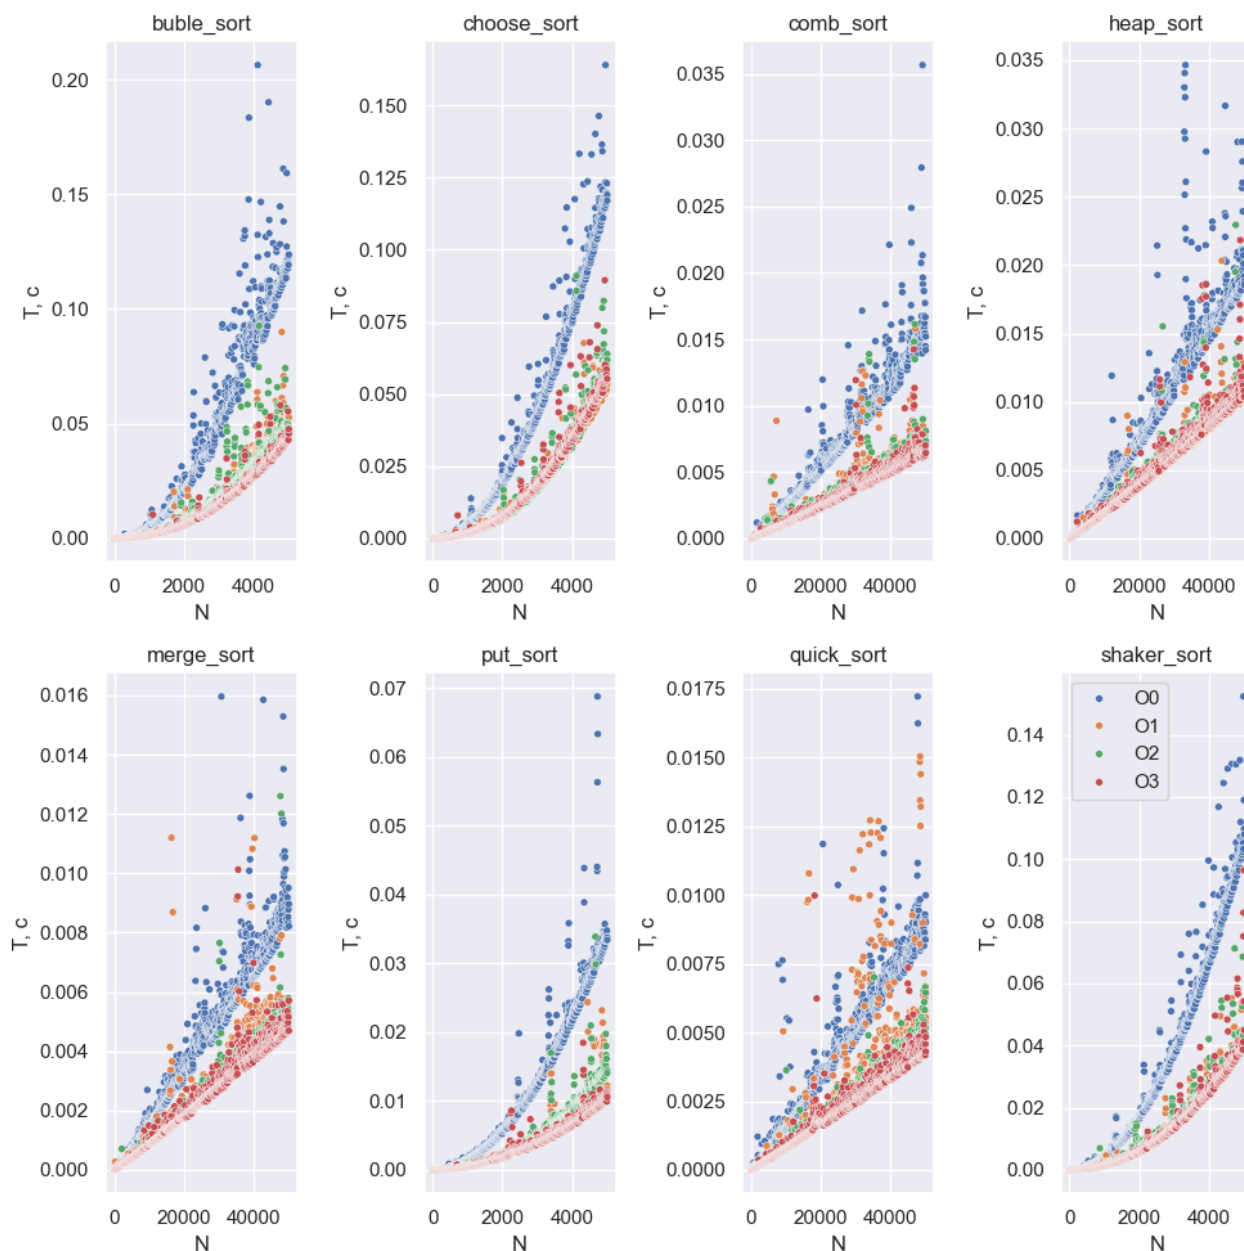 buble_sort
choose_sort
comb_sort
heap_sort
0.20
0.15
0.10
0.05
0.00
T, c
0 2000 4000
N
0.150
0.125
0.100
0.075
0.050
0.025
0.000
T, c
0 2000 4000
N
0.035
0.030
0.025
0.020
0.015
0.010
0.005
0.000
T, c
0 20000 40000
N
0.035
0.030
0.025
0.020
0.015
0.010
0.005
0.000
T, c
0 20000 40000
N
merge_sort
put_sort
quick_sort
shaker_sort
0.016
0.014
0.012
0.010
0.008
0.006
0.004
0.002
0.000
T, c
0 20000 40000
N
0.07
0.06
0.05
0.04
0.03
0.02
0.01
0.00
T, c
0 2000 4000
N
0.0175
0.0150
0.0125
0.0100
0.0075
0.0050
0.0025
0.0000
T, c
0 20000 40000
N
O0
O1
O2
O3
0.14
0.12
0.10
0.08
0.06
0.04
0.02
0.00
T, c
0 2000 4000
N